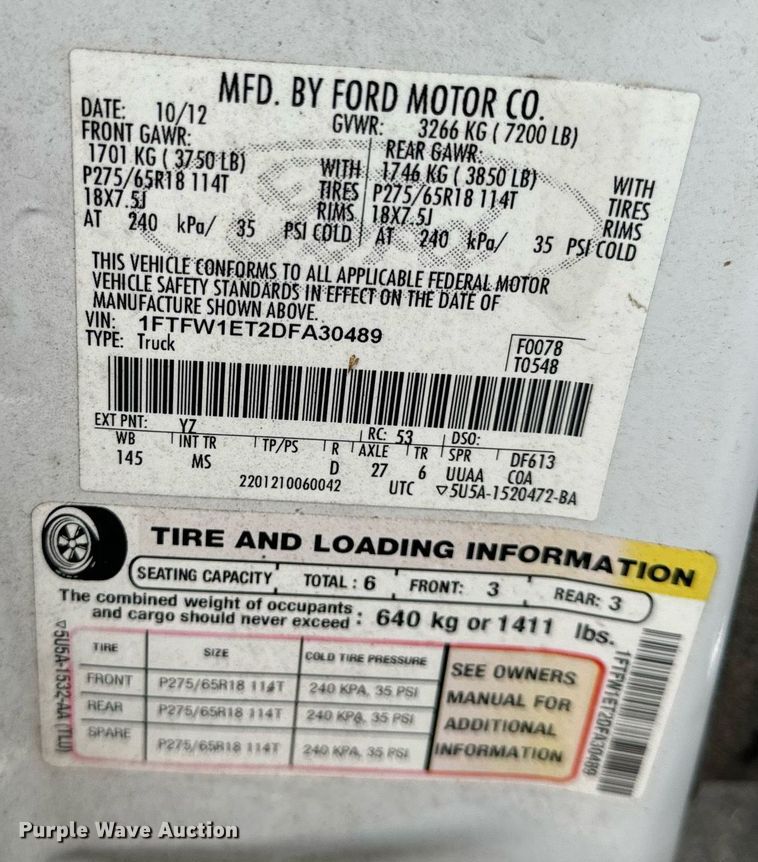 MFD. BY FORD MOTOR CO.
DATE: 10/12 GVWR: 3266 KG ( 7200 LB)
FRONT GAWR: REAR GAWR:
1701 KG ( 3750 LB) WITH 1746 KG ( 3850 LB) WITH
P275/65R18 114T TIRES P275/65R18 114T TIRES
18X7.5J RIMS 18X7.5J RIMS
AT 240 kPa/ 35 PSI COLD AT 240 kPa/ 35 PSI COLD
THIS VEHICLE CONFORMS TO ALL APPLICABLE FEDERAL MOTOR
VEHICLE SAFETY STANDARDS IN EFFECT ON THE DATE OF
MANUFACTURE SHOWN ABOVE.
VIN: 1FTFW1ET2DFA30489
TYPE: Truck
F0078
T0548
EXT PNT: YZ RC: 53 DSO:
WB INT TR TP/PS R AXLE TR SPR DF613
145 MS D 27 6 UUAA COA
2201210060042 UTC ▽5U5A-1520472-BA
TIRE AND LOADING INFORMATION
SEATING CAPACITY TOTAL : 6 FRONT: 3 REAR: 3
The combined weight of occupants
and cargo should never exceed : 640 kg or 1411 lbs.
TIRE SIZE COLD TIRE PRESSURE
FRONT P275/65R18 114T 240 KPA, 35 PSI
REAR P275/65R18 114T 240 KPA, 35 PSI
SPARE P275/65R18 114T 240 KPA, 35 PSI
SEE OWNERS
MANUAL FOR
ADDITIONAL
INFORMATION
▽5U5A-1532-AA (TLU)
1FTFW1ET2DFA30489
Purple Wave Auction